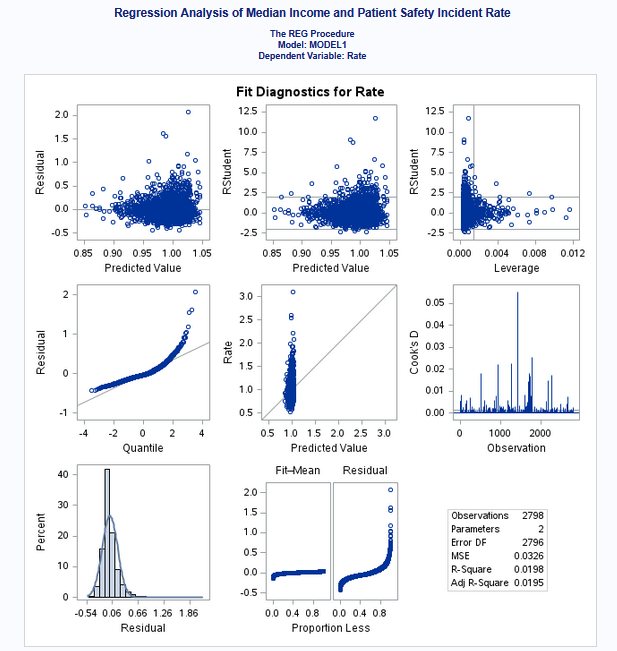 Regression Analysis of Median Income and Patient Safety Incident Rate
The REG Procedure
Model: MODEL1
Dependent Variable: Rate
Fit Diagnostics for Rate
Residual
2.0
1.5
1.0
0.5
0.0
-0.5
0.85 0.90 0.95 1.00 1.05
Predicted Value
RStudent
12.5
10.0
7.5
5.0
2.5
0.0
-2.5
0.85 0.90 0.95 1.00 1.05
Predicted Value
RStudent
12.5
10.0
7.5
5.0
2.5
0.0
-2.5
0.000 0.004 0.008 0.012
Leverage
Residual
2
1
0
-1
-4 -2 0 2 4
Quantile
Rate
3.0
2.5
2.0
1.5
1.0
0.5
0.5 1.0 1.5 2.0 2.5 3.0
Predicted Value
Cook's D
0.05
0.04
0.03
0.02
0.01
0.00
0 1000 2000
Observation
Percent
40
30
20
10
0
-0.54 0.06 0.66 1.26 1.86
Residual
Fit–Mean Residual
2.0
1.5
1.0
0.5
0.0
-0.5
0.0 0.4 0.8 0.0 0.4 0.8
Proportion Less
Observations 2798
Parameters 2
Error DF 2796
MSE 0.0326
R-Square 0.0198
Adj R-Square 0.0195